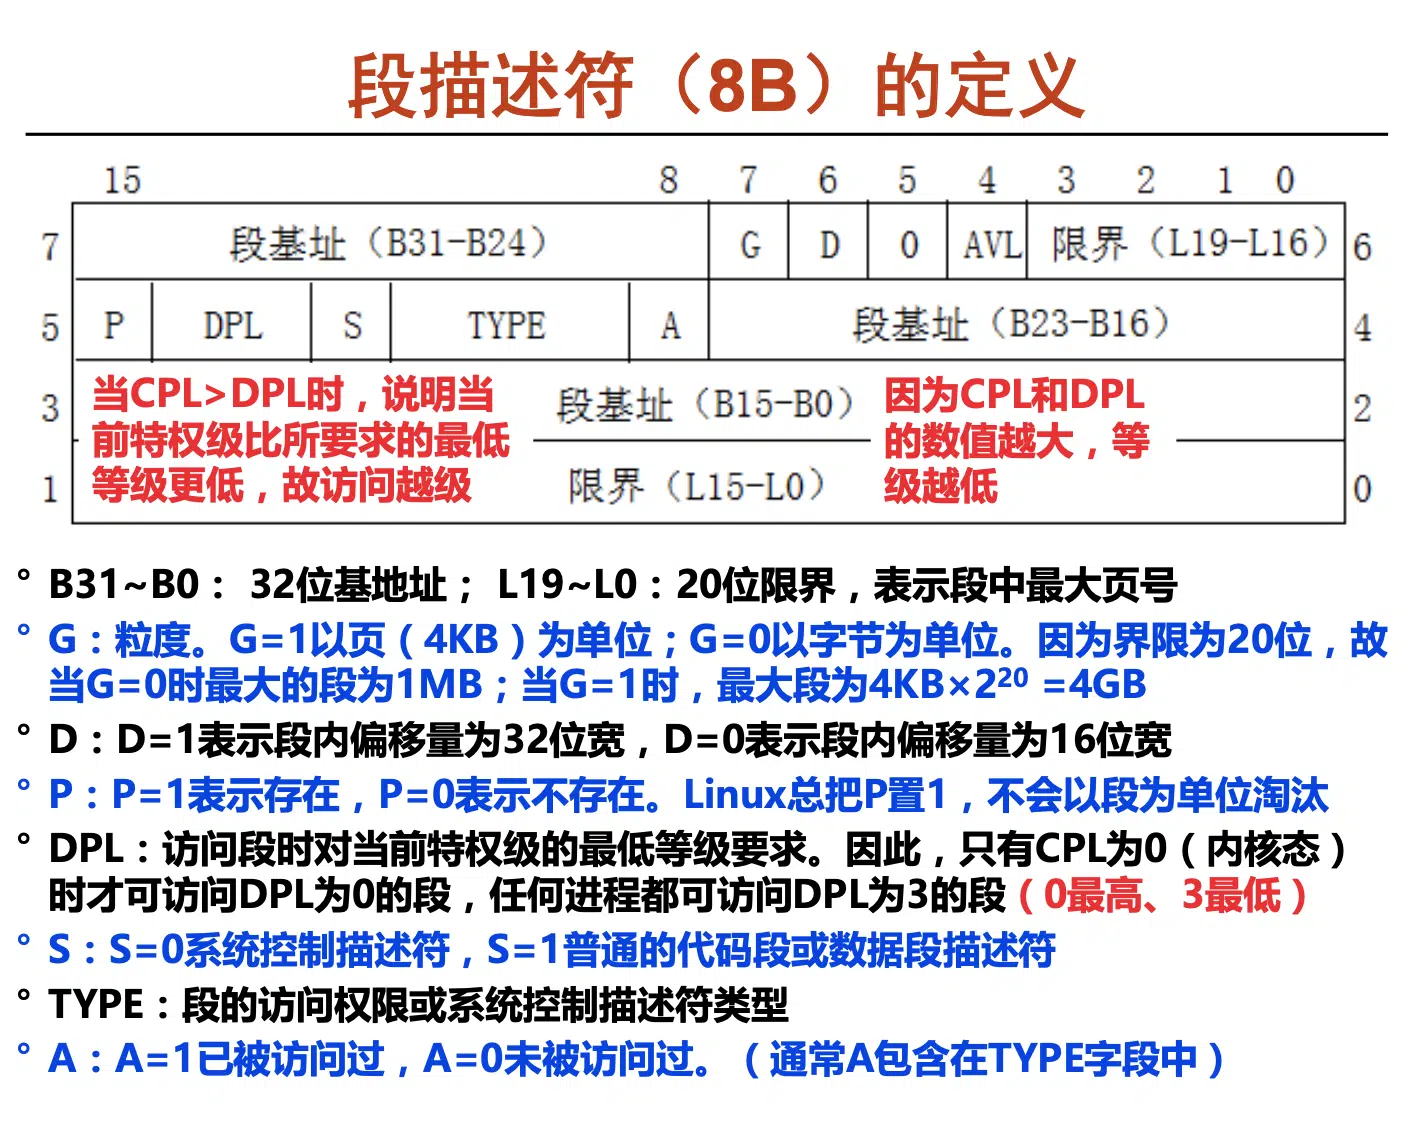 段描述符（8B）的定义
15 8 7 6 5 4 3 2 1 0
7 段基址（B31-B24） G D 0 AVL 限界（L19-L16） 6
5 P DPL S TYPE A 段基址（B23-B16） 4
当CPL>DPL时，说明当
前特权级比所要求的最低
等级更低，故访问越级
3 段基址（B15-B0） 2
因为CPL和DPL
的数值越大，等
级越低
1 限界（L15-L0） 0
° B31~B0： 32位基地址； L19~L0：20位限界，表示段中最大页号
° G：粒度。G=1以页（4KB）为单位；G=0以字节为单位。因为界限为20位，故
当G=0时最大的段为1MB；当G=1时，最大段为4KB×2²⁰ =4GB
° D：D=1表示段内偏移量为32位宽，D=0表示段内偏移量为16位宽
° P：P=1表示存在，P=0表示不存在。Linux总把P置1，不会以段为单位淘汰
° DPL：访问段时对当前特权级的最低等级要求。因此，只有CPL为0（内核态）
时才可访问DPL为0的段，任何进程都可访问DPL为3的段（0最高、3最低）
° S：S=0系统控制描述符，S=1普通的代码段或数据段描述符
° TYPE：段的访问权限或系统控制描述符类型
° A：A=1已被访问过，A=0未被访问过。（通常A包含在TYPE字段中）